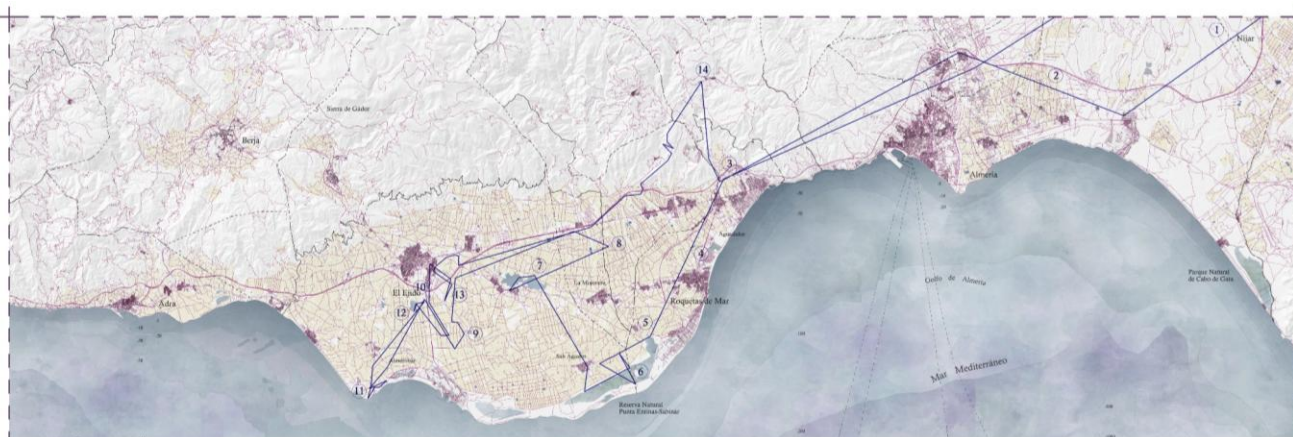 1
Níjar
2
14
Sierra de Gádor
Berja
3
Almería
4
8
7
Golfo de Almería
Parque Natural
de Cabo de Gata
La Mojonera
10
El Ejido
13
12
Roquetas de Mar
Adra
9
5
San Agustín
6
11
Mar Mediterráneo
Reserva Natural
Punta Entinas-Sabinar